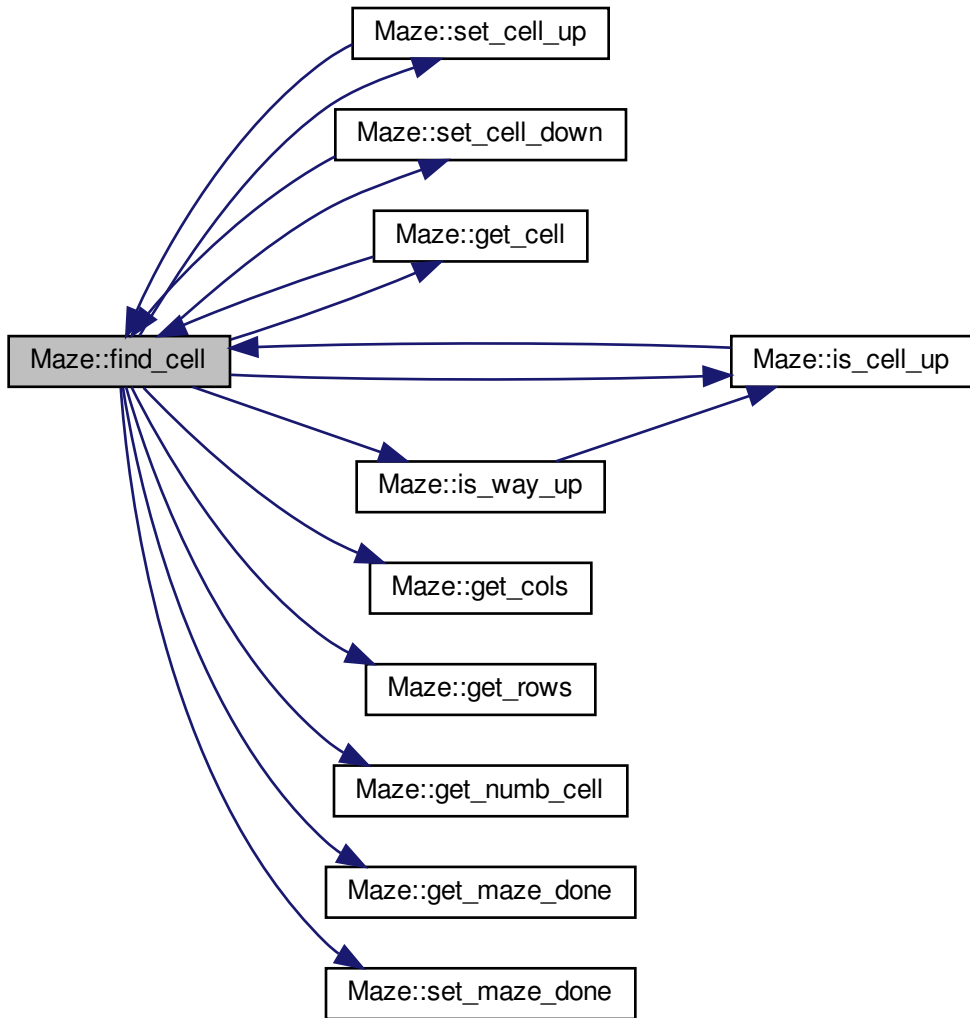 Maze::set_cell_up
Maze::set_cell_down
Maze::get_cell
Maze::find_cell
Maze::is_cell_up
Maze::is_way_up
Maze::get_cols
Maze::get_rows
Maze::get_numb_cell
Maze::get_maze_done
Maze::set_maze_done